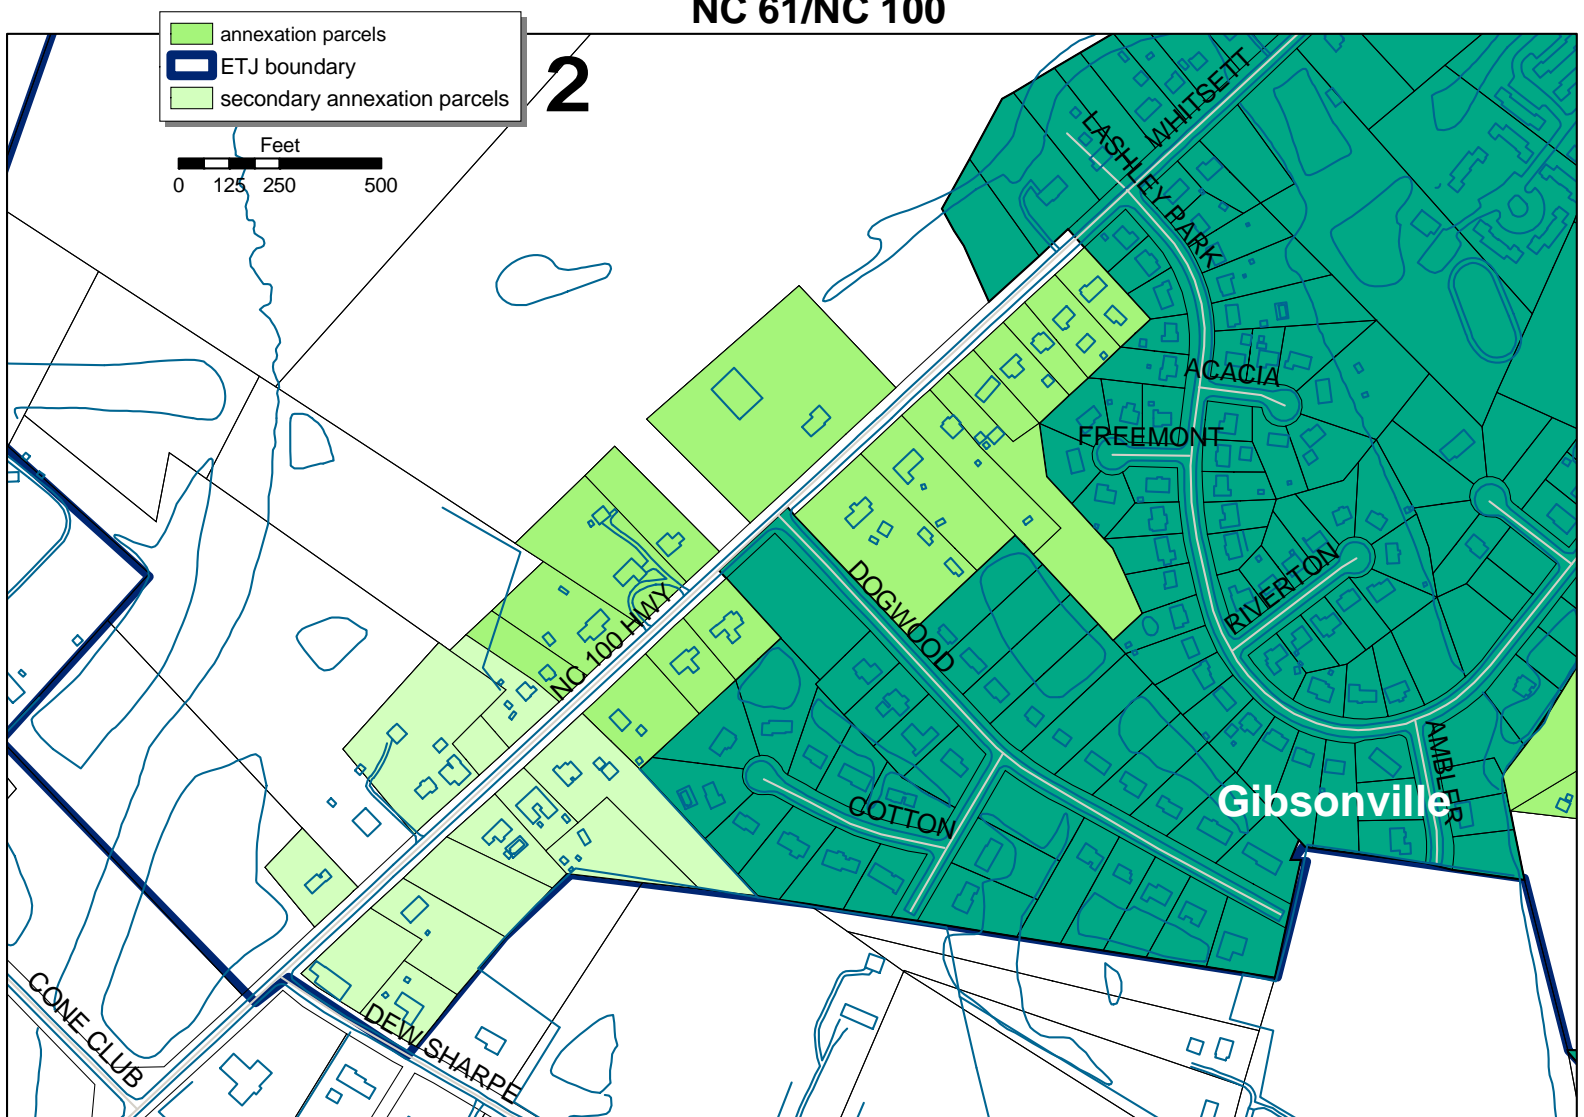 NC 61/NC 100
annexation parcels
ETJ boundary
secondary annexation parcels
2
Feet
0 125 250 500
WHITSETT
LASHLEY PARK
ACACIA
FREEMONT
RIVERTON
DOGWOOD
NC 100 HWY
AMBLER
Gibsonville
COTTON
CONE CLUB
DEW SHARPE